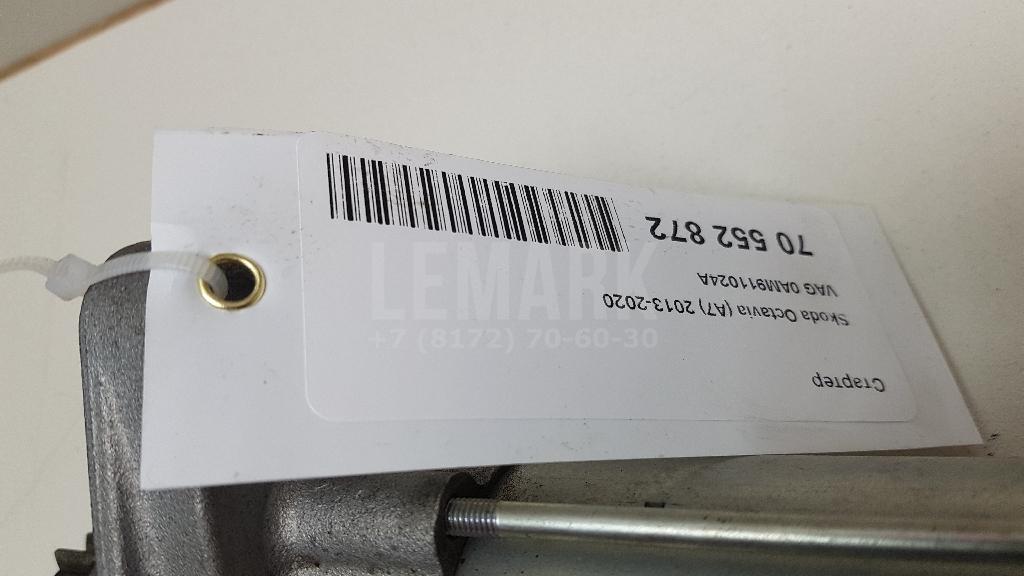 Стартер
Skoda Octavia (A7) 2013-2020
VAG 0AM911024A
70 552 872
LEMARK
+7 (8172) 70-60-30